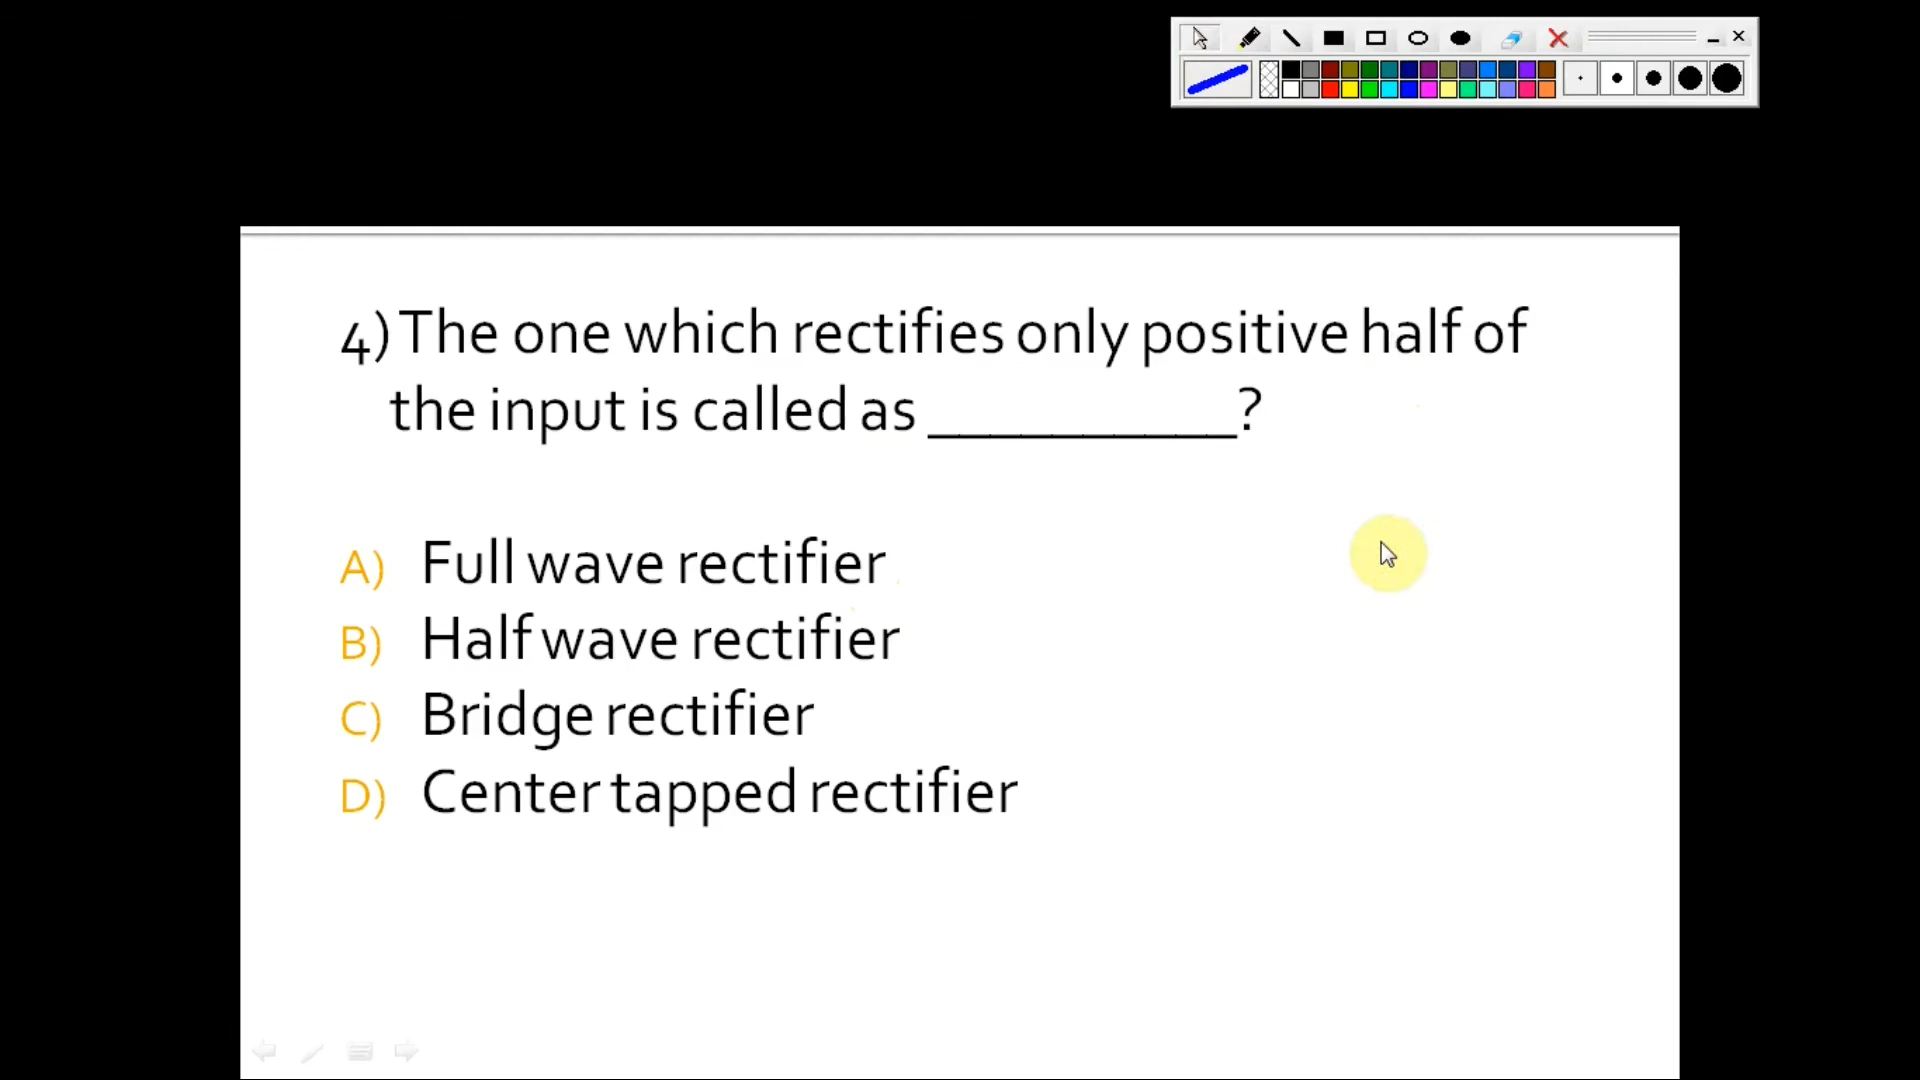 4) The one which rectifies only positive half of
the input is called as __________?
A) Full wave rectifier
B) Half wave rectifier
C) Bridge rectifier
D) Center tapped rectifier